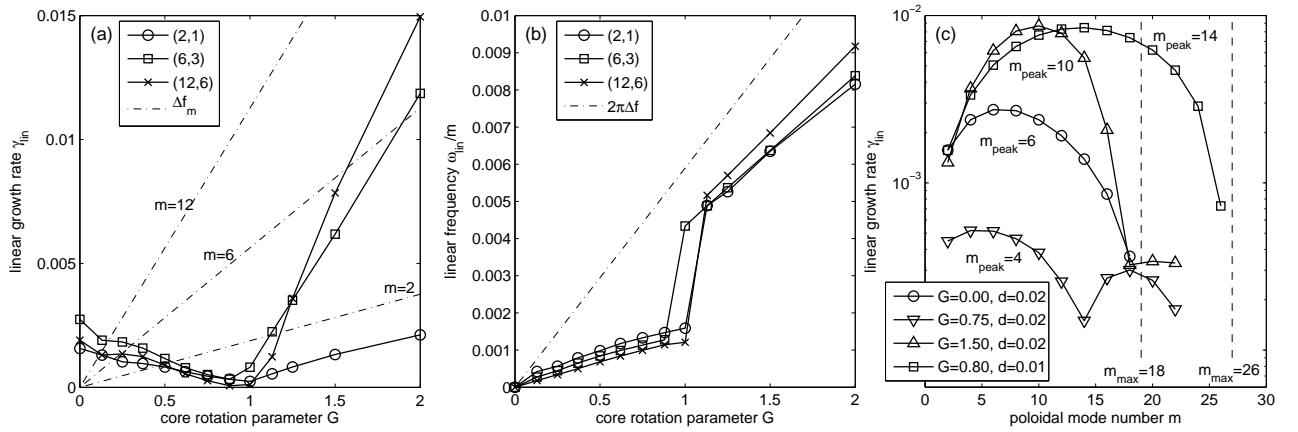 (a)
(2,1)
(6,3)
(12,6)
Δf_m
m=12
m=6
m=2
0.015
0.01
0.005
0
linear growth rate γ_lin
0
0.5
1
1.5
2
core rotation parameter G
(b)
(2,1)
(6,3)
(12,6)
2πΔf
0.01
0.009
0.008
0.007
0.006
0.005
0.004
0.003
0.002
0.001
0
linear frequency ω_lin/m
0
0.5
1
1.5
2
core rotation parameter G
(c)
m_peak=14
m_peak=10
m_peak=6
m_peak=4
10^-2
10^-3
linear growth rate γ_lin
G=0.00, d=0.02
G=0.75, d=0.02
G=1.50, d=0.02
G=0.80, d=0.01
m_max=18
m_max=26
0
5
10
15
20
25
30
poloidal mode number m